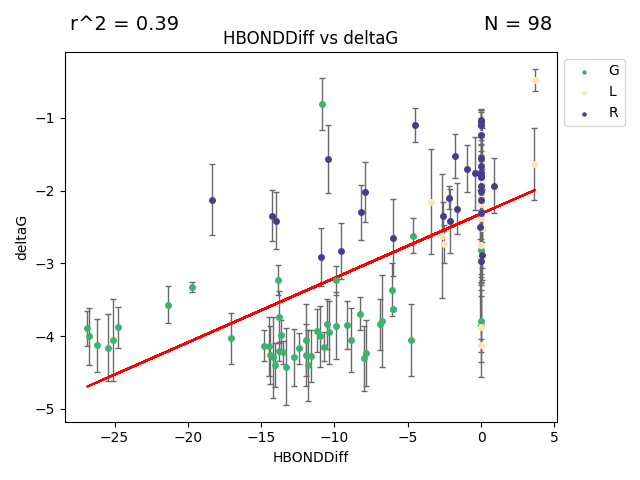 r^2 = 0.39
N = 98
HBONDDiff vs deltaG
G
L
R
−1
−2
−3
−4
−5
deltaG
−25
−20
−15
−10
−5
0
5
HBONDDiff